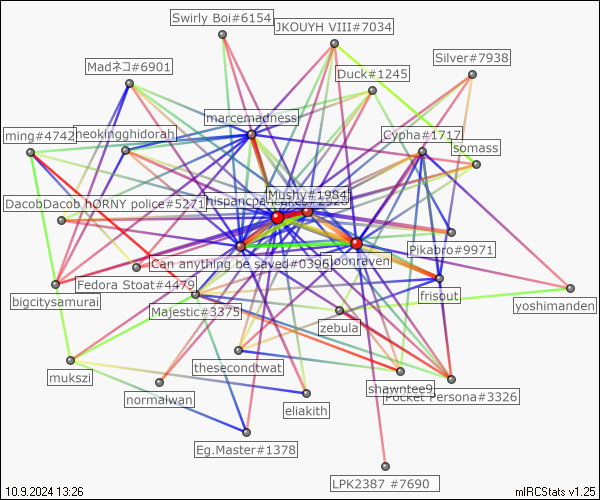 Swirly Boi#6154
JKOUYH VIII#7034
Silver#7938
Madネコ#6901
Duck#1245
marcemadness
ming#4742
neokingghidorah
Cypha#1717
somass
Mushy#1984
hispancpa
DacobDacob hORNY police#5271
Pikabro#9971
Can anything be saved#0396
oonraven
Fedora Stoat#4479
frisout
bigcitysamurai
Majestic#3375
yoshimanden
zebula
thesecondtwat
mukszi
shawntee9
normalwan
Pocket Persona#3326
eliakith
Eg.Master#1378
LPK2387 #7690
10.9.2024 13:26
mIRCStats v1.25